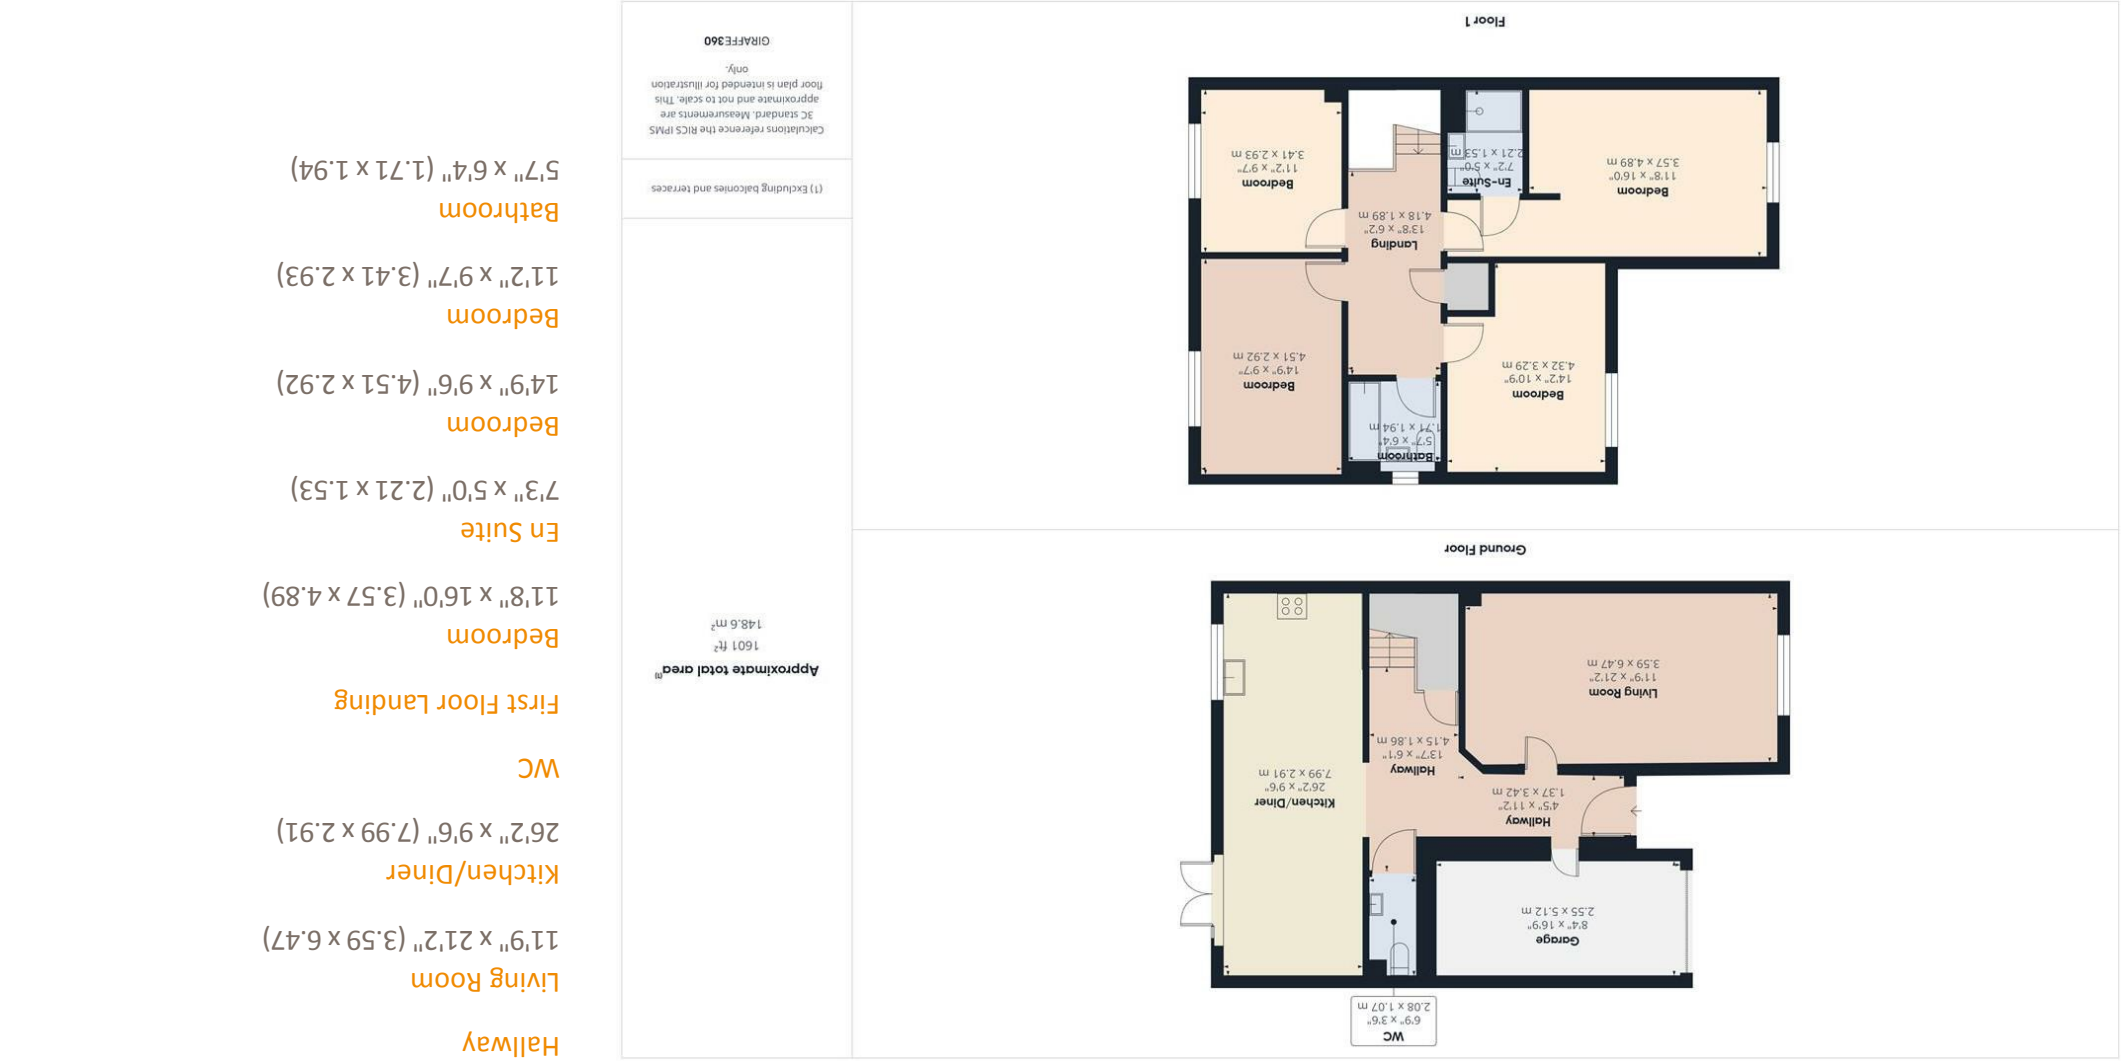 Hallway
Living Room
11'9" x 21'2" (3.59 x 6.47)
Kitchen/Diner
26'2" x 9'6" (7.99 x 2.91)
WC
First Floor Landing
Bedroom
11'8" x 16'0" (3.57 x 4.89)
En Suite
7'3" x 5'0" (2.21 x 1.53)
Bedroom
14'9" x 9'6" (4.51 x 2.92)
Bedroom
11'2" x 9'7" (3.41 x 2.93)
Bathroom
5'7" x 6'4" (1.71 x 1.94)
WC
6'9" x 3'6"
2.08 x 1.07 m
Garage
8'4" x 16'9"
2.55 x 5.12 m
Hallway
4'5" x 11'2"
1.37 x 3.42 m
Kitchen/Diner
26'2" x 9'6"
7.99 x 2.91 m
Hallway
13'7" x 6'1"
4.15 x 1.86 m
Living Room
11'9" x 21'2"
3.59 x 6.47 m
Ground Floor
Bathroom
5'7" x 6'4"
1.71 x 1.94 m
Bedroom
14'2" x 10'9"
4.32 x 3.29 m
Bedroom
14'9" x 9'7"
4.51 x 2.92 m
Landing
13'8" x 6'2"
4.18 x 1.89 m
Bedroom
11'8" x 16'0"
3.57 x 4.89 m
En-Suite
7'2" x 5'0"
2.21 x 1.53 m
Bedroom
11'2" x 9'7"
3.41 x 2.93 m
Floor 1
Approximate total area(1)
1601 ft²
148.6 m²
(1) Excluding balconies and terraces
Calculations reference the RICS IPMS
3C standard. Measurements are
approximate and not to scale. This
floor plan is intended for illustration
only.
GIRAFFE360